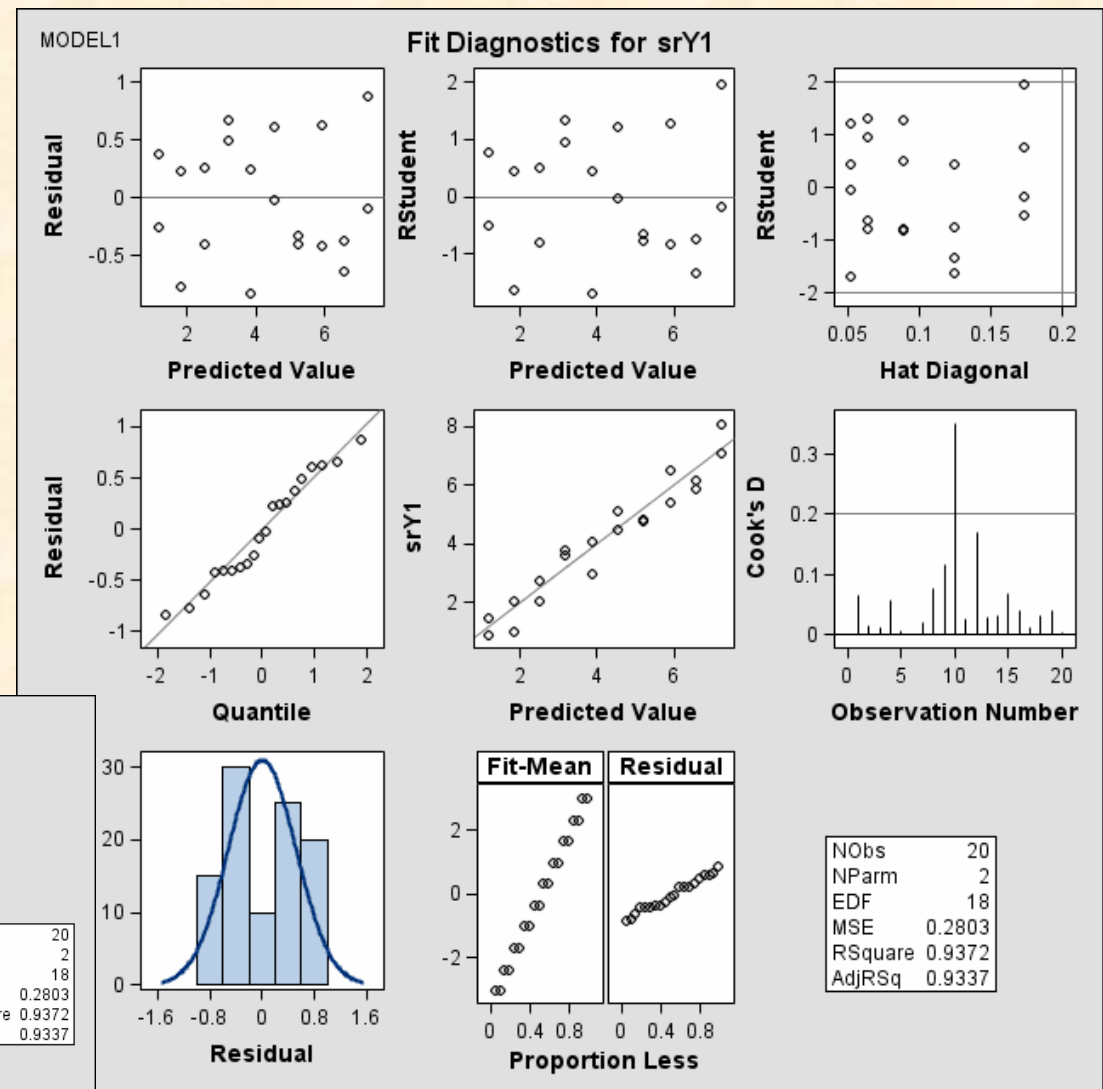 MODEL1
Fit Diagnostics for srY1
Residual
1
0.5
0
-0.5
2 4 6
Predicted Value
RStudent
2
1
0
-1
2 4 6
Predicted Value
RStudent
2
1
0
-1
-2
0.05 0.1 0.15 0.2
Hat Diagonal
Residual
1
0.5
0
-0.5
-1
-2 -1 0 1 2
Quantile
srY1
8
6
4
2
2 4 6
Predicted Value
Cook's D
0.3
0.2
0.1
0
0 5 10 15 20
Observation Number
30
20
10
0
-1.6 -0.8 0 0.8 1.6
Residual
Fit-Mean Residual
2
0
-2
0 0.4 0.8 0 0.4 0.8
Proportion Less
NObs 20
NParm 2
EDF 18
MSE 0.2803
RSquare 0.9372
AdjRSq 0.9337
20
2
18
0.2803
re 0.9372
0.9337